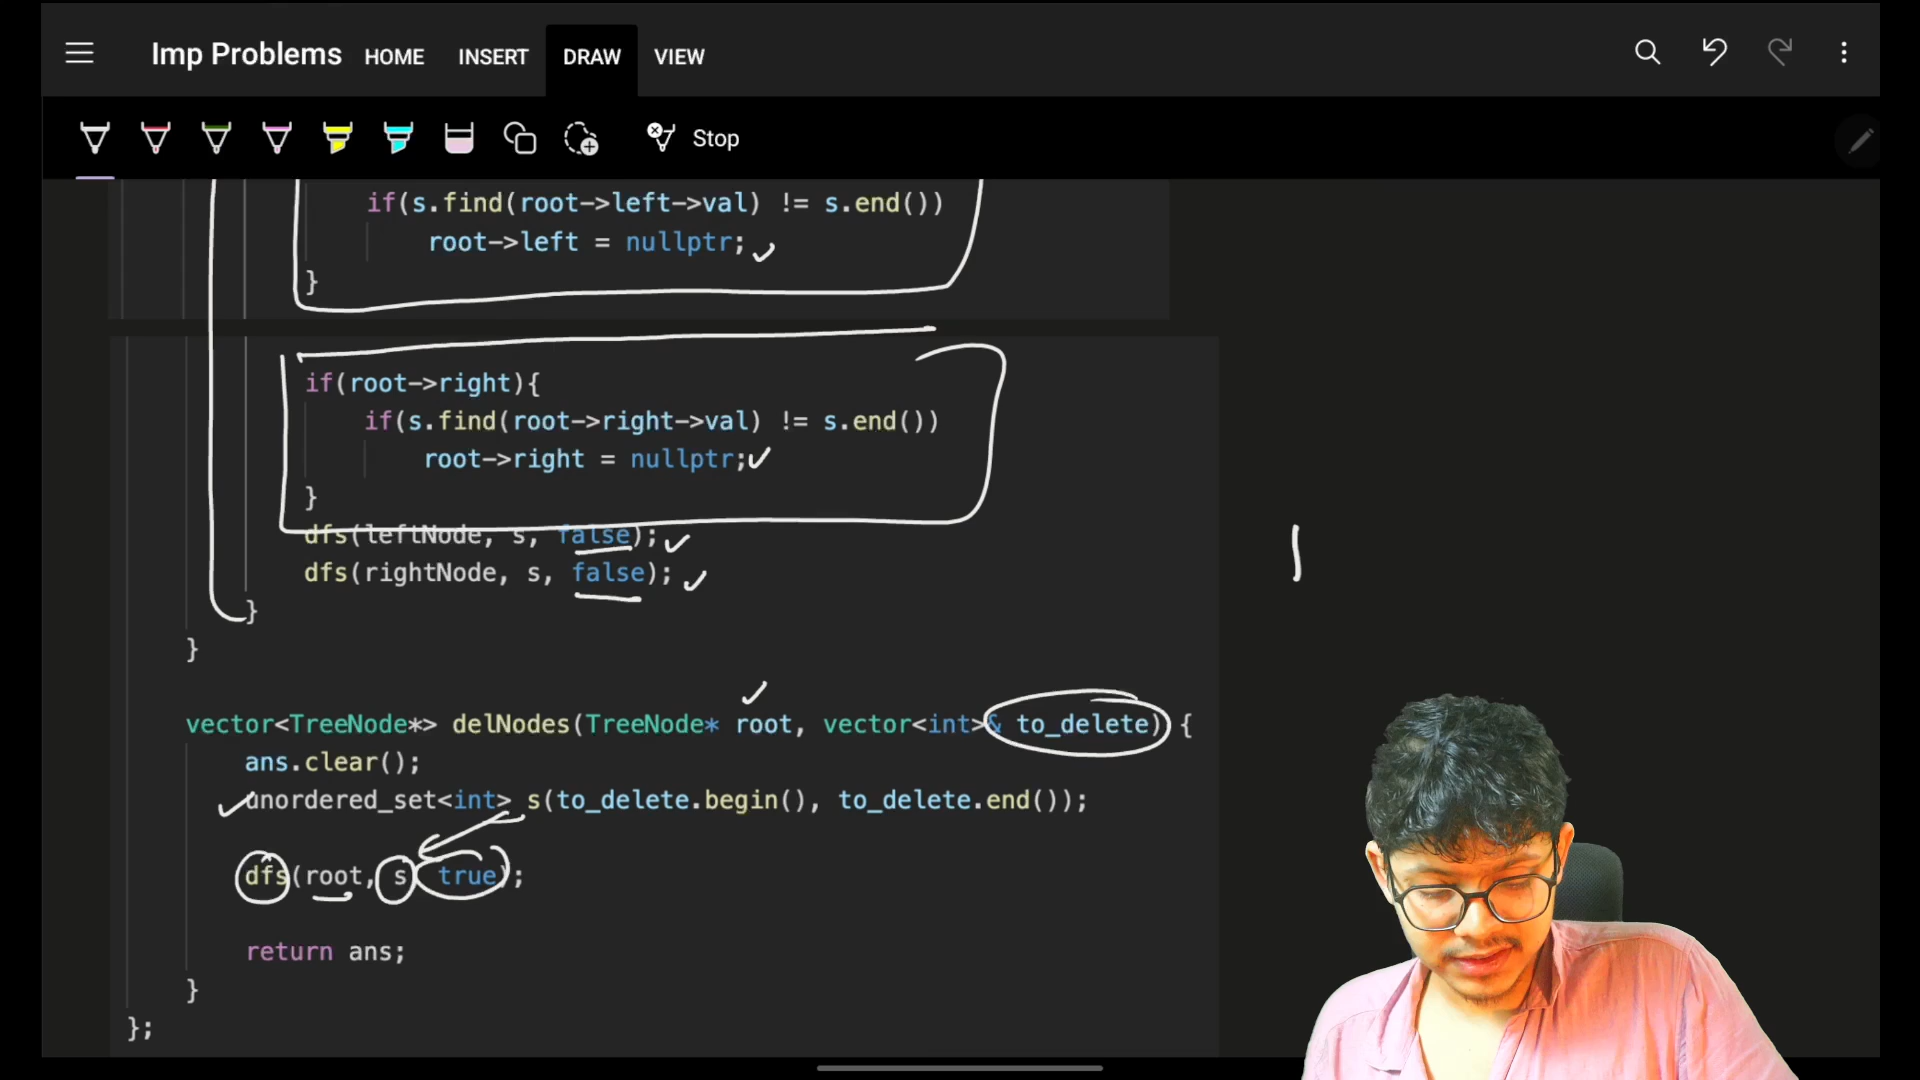 Imp Problems HOME INSERT DRAW VIEW
Stop
if(s.find(root->left->val) != s.end())
root->left = nullptr;
}
if(root->right){
if(s.find(root->right->val) != s.end())
root->right = nullptr;
}
dfs(leftNode, s, false);
dfs(rightNode, s, false);
}
}
vector<TreeNode*> delNodes(TreeNode* root, vector<int>& to_delete) {
ans.clear();
unordered_set<int> s(to_delete.begin(), to_delete.end());
dfs(root, s, true);
return ans;
}
};